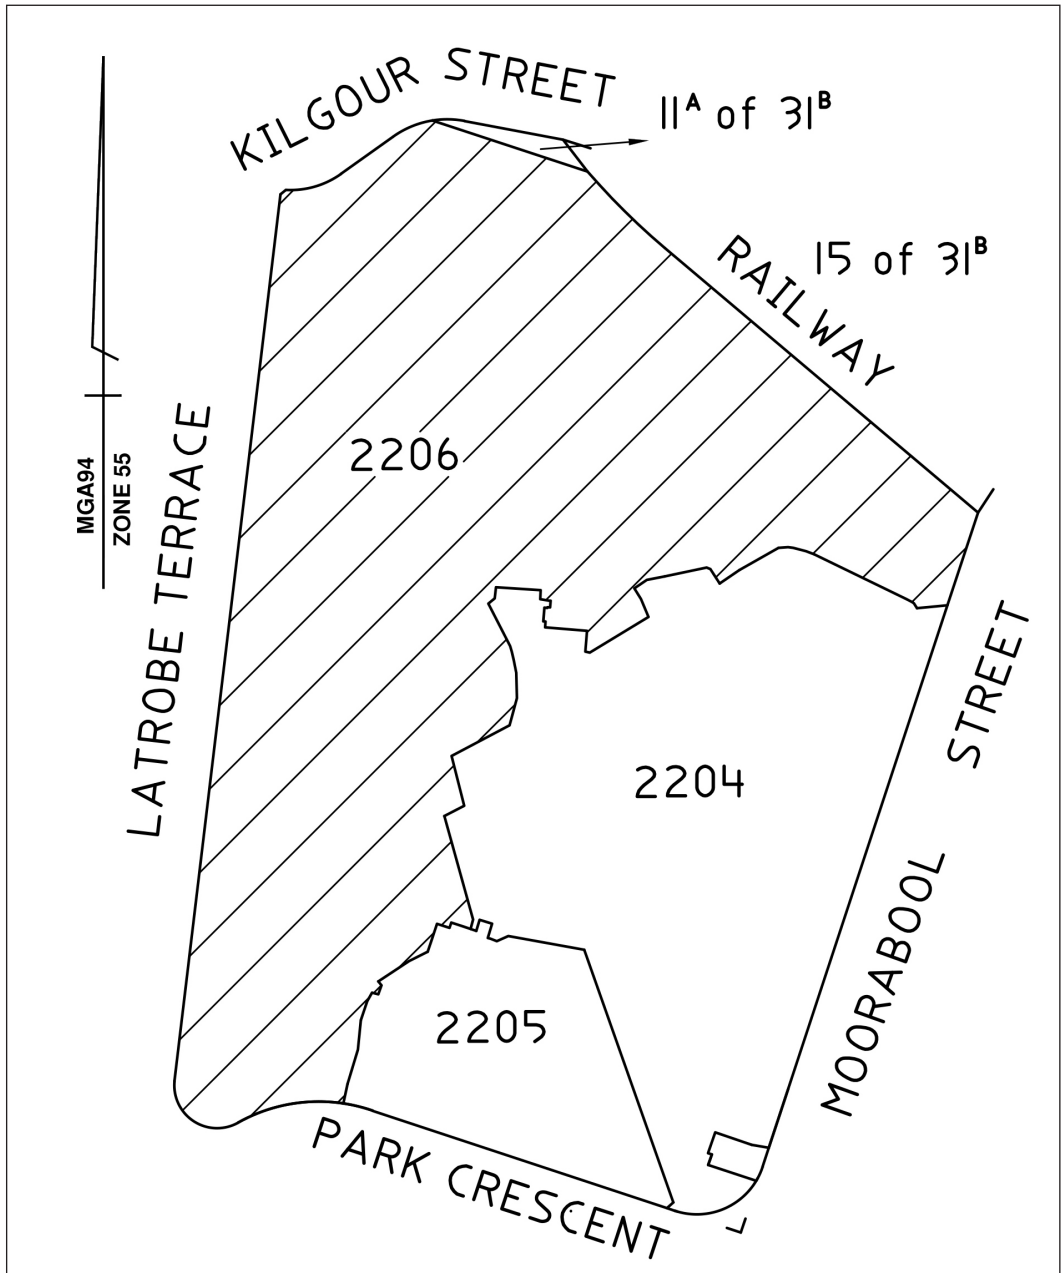 KILGOUR STREET
11A of 31B
15 of 31B
RAILWAY
MGA94
ZONE 55
LATROBE TERRACE
2206
2204
MOORABOOL STREET
2205
PARK CRESCENT